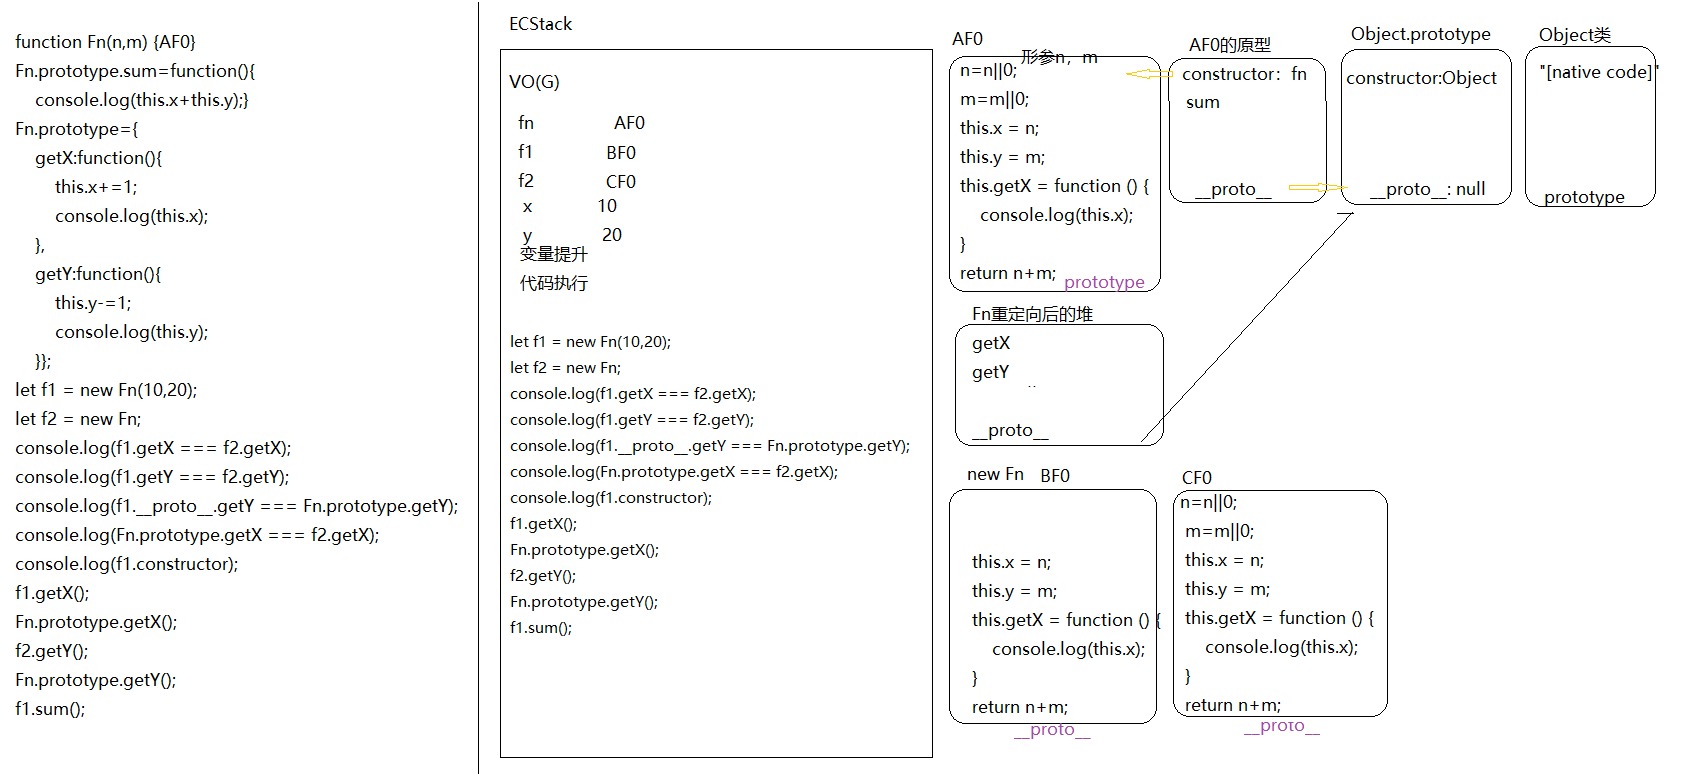 function Fn(n,m) {AF0}
Fn.prototype.sum=function(){
console.log(this.x+this.y);}
Fn.prototype={
getX:function(){
this.x+=1;
console.log(this.x);
},
getY:function(){
this.y-=1;
console.log(this.y);
}};
let f1 = new Fn(10,20);
let f2 = new Fn;
console.log(f1.getX === f2.getX);
console.log(f1.getY === f2.getY);
console.log(f1.__proto__.getY === Fn.prototype.getY);
console.log(Fn.prototype.getX === f2.getX);
console.log(f1.constructor);
f1.getX();
Fn.prototype.getX();
f2.getY();
Fn.prototype.getY();
f1.sum();
ECStack
VO(G)
fn AF0
f1 BF0
f2 CF0
x 10
y 20
变量提升
代码执行
let f1 = new Fn(10,20);
let f2 = new Fn;
console.log(f1.getX === f2.getX);
console.log(f1.getY === f2.getY);
console.log(f1.__proto__.getY === Fn.prototype.getY);
console.log(Fn.prototype.getX === f2.getX);
console.log(f1.constructor);
f1.getX();
Fn.prototype.getX();
f2.getY();
Fn.prototype.getY();
f1.sum();
AF0
形参n，m
n=n||0;
m=m||0;
this.x = n;
this.y = m;
this.getX = function () {
console.log(this.x);
}
return n+m;
prototype
AF0的原型
constructor：fn
sum
__proto__
Object.prototype
constructor:Object
__proto__: null
Object类
"[native code]"
prototype
Fn重定向后的堆
getX
getY
__proto__
new Fn BF0
this.x = n;
this.y = m;
this.getX = function () {
console.log(this.x);
}
return n+m;
__proto__
CF0
n=n||0;
m=m||0;
this.x = n;
this.y = m;
this.getX = function () {
console.log(this.x);
}
return n+m;
__proto__